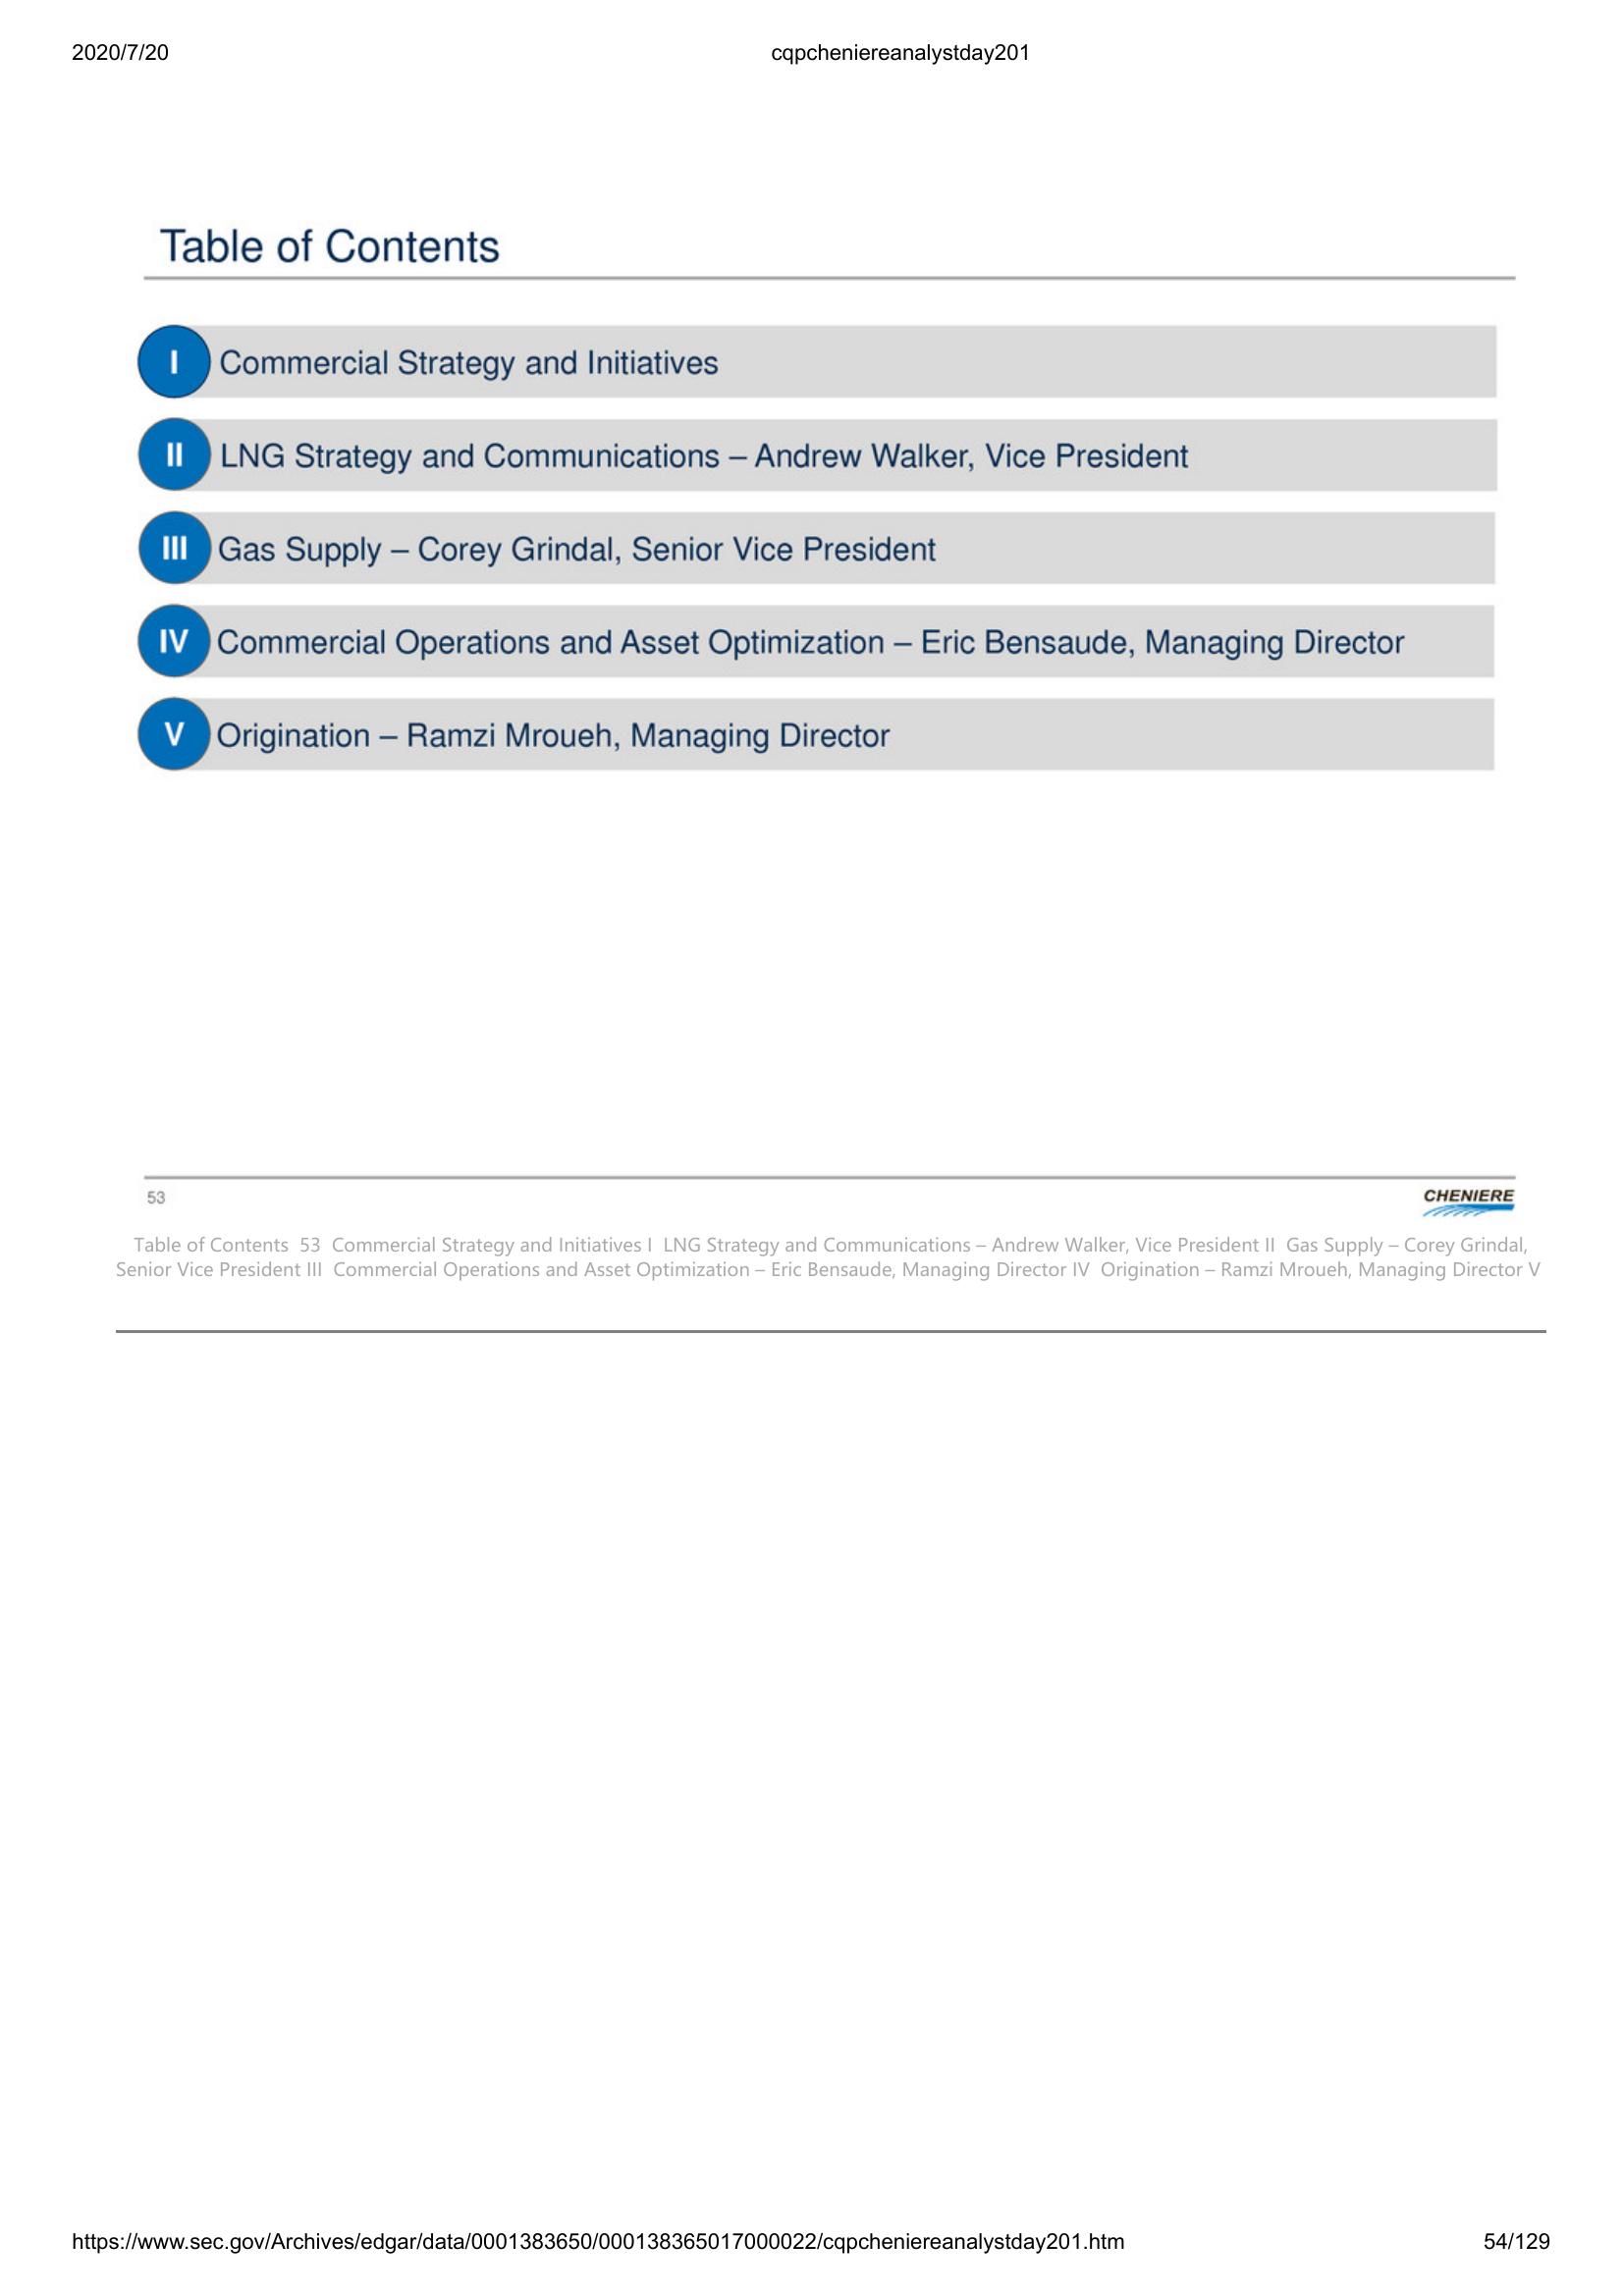 2020/7/20 cqpcheniereanalystday201
Table of Contents
I Commercial Strategy and Initiatives
II LNG Strategy and Communications – Andrew Walker, Vice President
III Gas Supply – Corey Grindal, Senior Vice President
IV Commercial Operations and Asset Optimization – Eric Bensaude, Managing Director
V Origination – Ramzi Mroueh, Managing Director
53 CHENIERE
Table of Contents 53 Commercial Strategy and Initiatives I LNG Strategy and Communications – Andrew Walker, Vice President II Gas Supply – Corey Grindal,
Senior Vice President III Commercial Operations and Asset Optimization – Eric Bensaude, Managing Director IV Origination – Ramzi Mroueh, Managing Director V
https://www.sec.gov/Archives/edgar/data/0001383650/000138365017000022/cqpcheniereanalystday201.htm 54/129